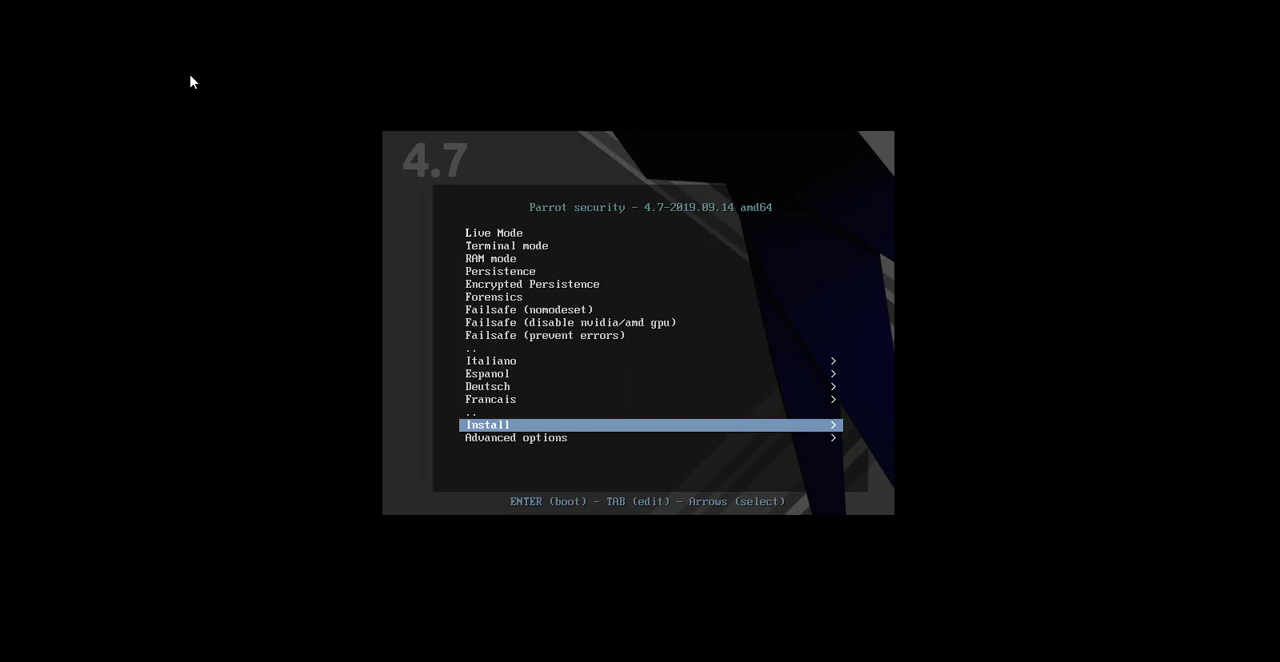 4.7
Parrot security - 4.7-2019.09.14 amd64
Live Mode
Terminal mode
RAM mode
Persistence
Encrypted Persistence
Forensics
Failsafe (nomodeset)
Failsafe (disable nvidia/amd gpu)
Failsafe (prevent errors)
..
Italiano >
Espanol >
Deutsch >
Francais >
..
Install >
Advanced options >
ENTER (boot) - TAB (edit) - Arrows (select)